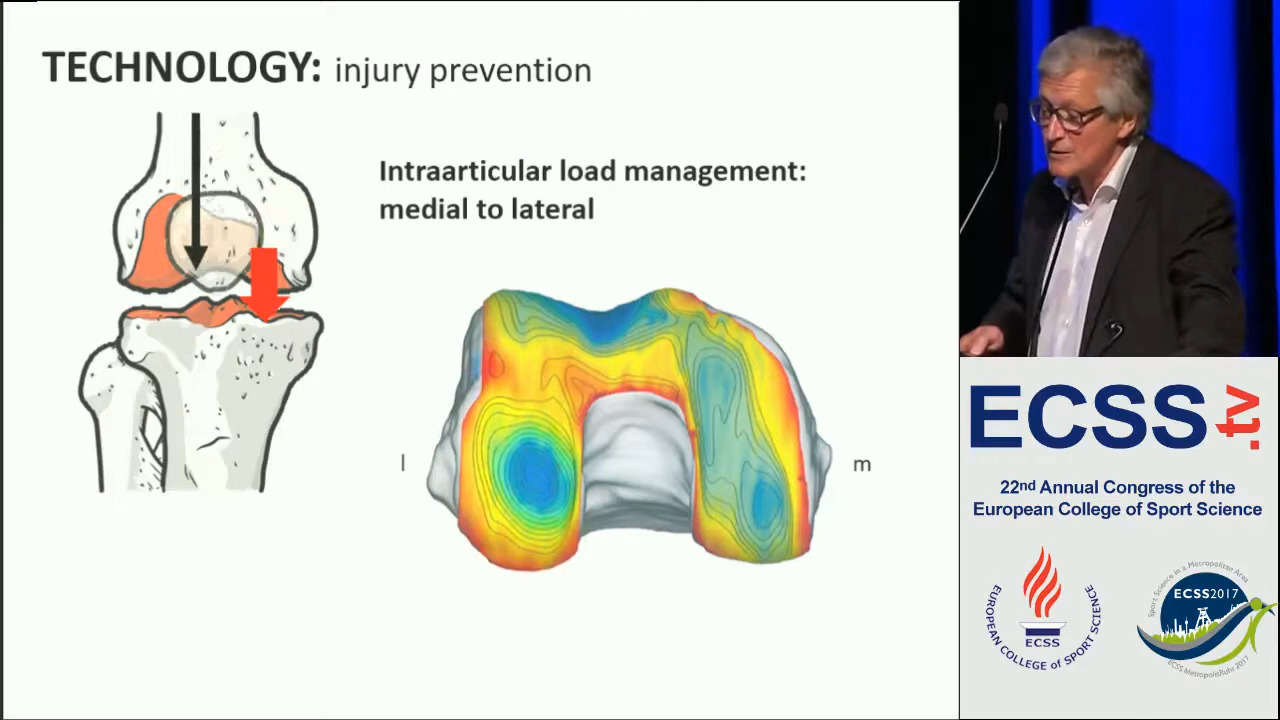 TECHNOLOGY: injury prevention
Intraarticular load management:
medial to lateral
l
m
ECSS
.tv
22nd Annual Congress of the
European College of Sport Science
EUROPEAN COLLEGE of SPORT SCIENCE
ECSS
Sport Science in a Metropolitan Area
ECSS2017
ECSS MetropolisRuhr 2017